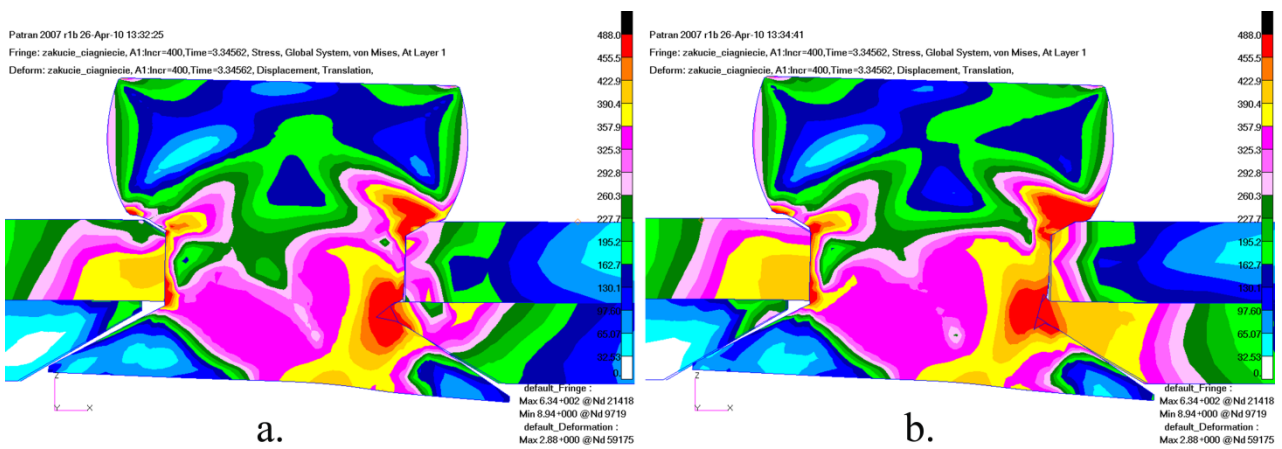 Patran 2007 r1b 26-Apr-10 13:32:25
Fringe: zakucie_ciagniecie, A1:Incr=400,Time=3.34562, Stress, Global System, von Mises, At Layer 1
Deform: zakucie_ciagniecie, A1:Incr=400,Time=3.34562, Displacement, Translation,
488.0
455.5
422.9
390.4
357.9
325.3
292.8
260.3
227.7
195.2
162.7
130.1
97.60
65.07
32.53
0.
Z
Y
X
default_Fringe :
Max 6.34+002 @Nd 21418
Min 8.94+000 @Nd 9719
default_Deformation :
Max 2.88+000 @Nd 59175
a.
Patran 2007 r1b 26-Apr-10 13:34:41
Fringe: zakucie_ciagniecie, A1:Incr=400,Time=3.34562, Stress, Global System, von Mises, At Layer 1
Deform: zakucie_ciagniecie, A1:Incr=400,Time=3.34562, Displacement, Translation,
488.0
455.5
422.9
390.4
357.9
325.3
292.8
260.3
227.7
195.2
162.7
130.1
97.60
65.07
32.53
0.
Z
Y
X
default_Fringe :
Max 6.34+002 @Nd 21418
Min 8.94+000 @Nd 9719
default_Deformation :
Max 2.88+000 @Nd 59175
b.